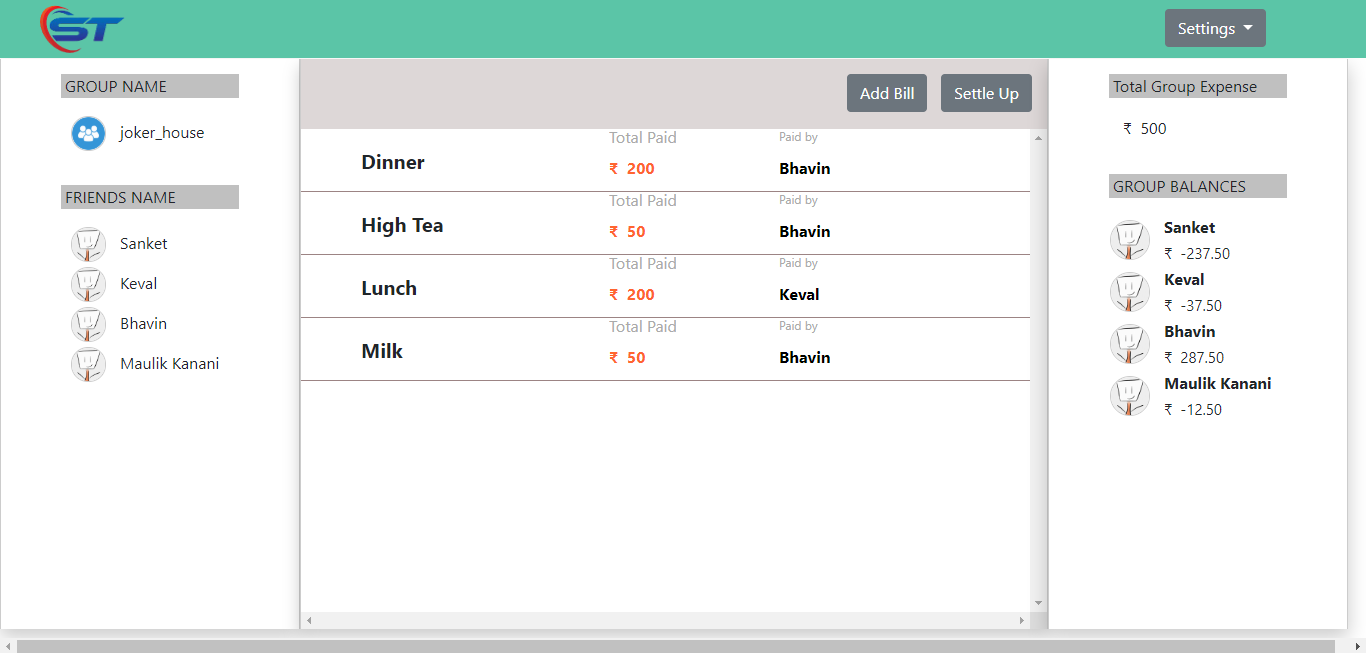 ST
Settings
GROUP NAME
joker_house
FRIENDS NAME
Sanket
Keval
Bhavin
Maulik Kanani
Add Bill
Settle Up
Dinner
Total Paid
₹ 200
Paid by
Bhavin
High Tea
Total Paid
₹ 50
Paid by
Bhavin
Lunch
Total Paid
₹ 200
Paid by
Keval
Milk
Total Paid
₹ 50
Paid by
Bhavin
Total Group Expense
₹ 500
GROUP BALANCES
Sanket
₹ -237.50
Keval
₹ -37.50
Bhavin
₹ 287.50
Maulik Kanani
₹ -12.50